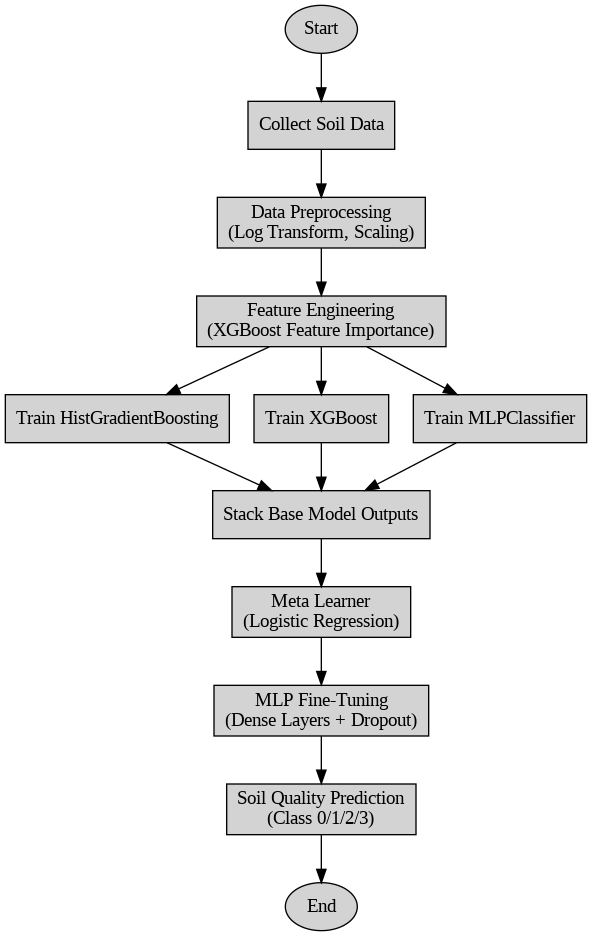 Start
Collect Soil Data
Data Preprocessing
(Log Transform, Scaling)
Feature Engineering
(XGBoost Feature Importance)
Train HistGradientBoosting
Train XGBoost
Train MLPClassifier
Stack Base Model Outputs
Meta Learner
(Logistic Regression)
MLP Fine-Tuning
(Dense Layers + Dropout)
Soil Quality Prediction
(Class 0/1/2/3)
End